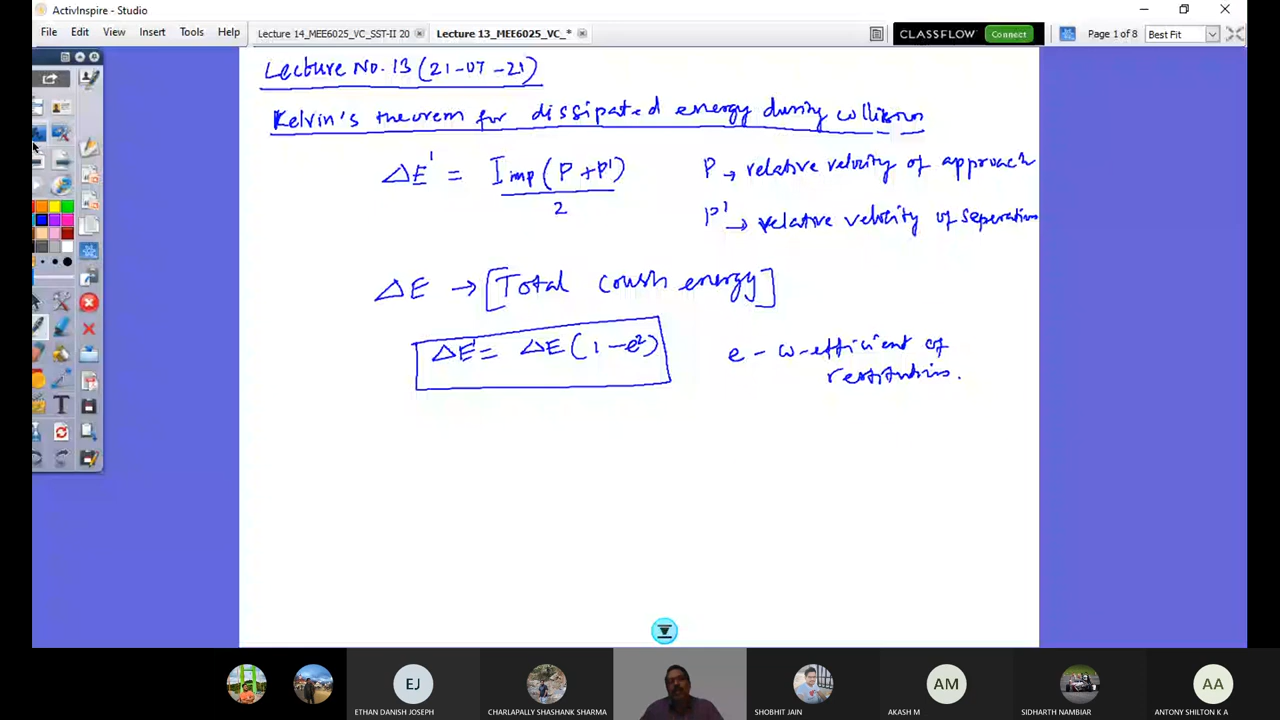 ActivInspire - Studio
File Edit View Insert Tools Help
Lecture 14_MEE6025_VC_SST-II 20
Lecture 13_MEE6025_VC_*
CLASSFLOW Connect
Page 1 of 8
Best Fit
Lecture No. 13 (21-07-21)
Kelvin's theorem for dissipated energy during collision
ΔE' = Imp (P + P')
2
P → relative velocity of approach
P' → relative velocity of seperation
ΔE → [Total crush energy]
ΔE' = ΔE (1 - e²)
e - co-efficient of
restitution.
EJ
AM
AA
ETHAN DANISH JOSEPH
CHARLAPALLY SHASHANK SHARMA
SHOBHIT JAIN
AKASH M
SIDHARTH NAMBIAR
ANTONY SHILTON K A